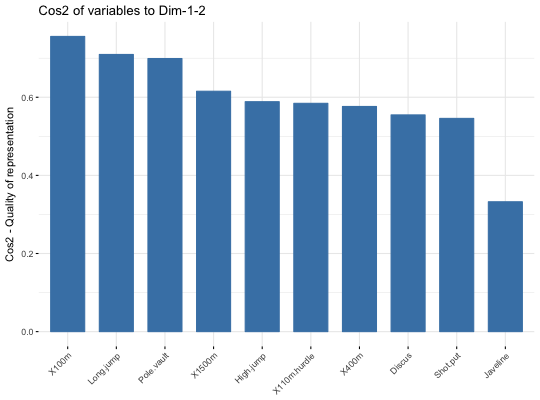 Cos2 of variables to Dim-1-2
Cos2 - Quality of representation
0.6
0.4
0.2
0.0
X100m
Long.jump
Pole.vault
X1500m
High.jump
X110m.hurdle
X400m
Discus
Shot.put
Javeline